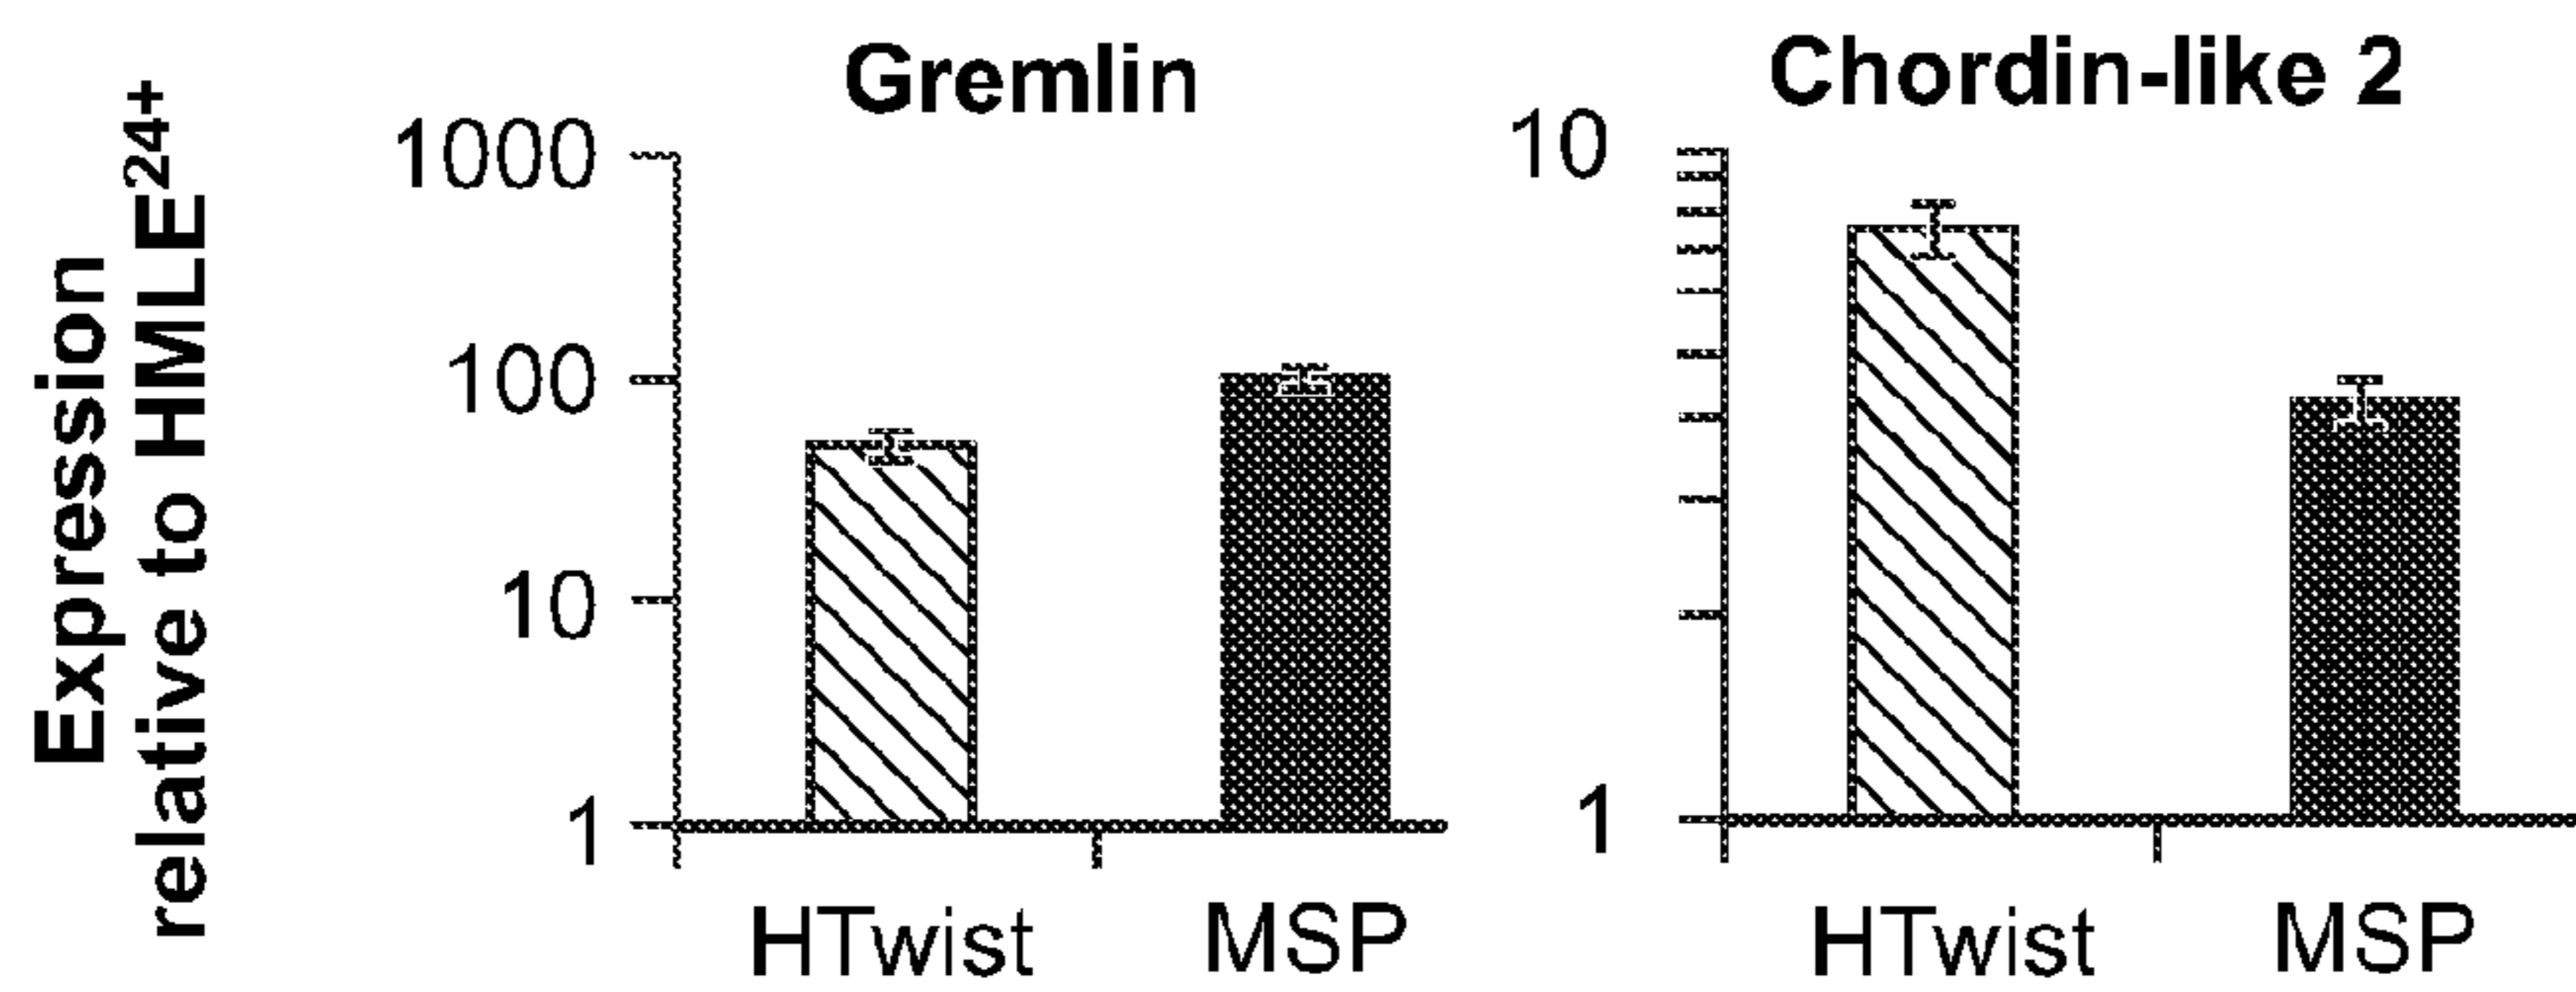 Expression
relative to HMLE24+
Gremlin
1000
100
10
1
HTwist MSP
Chordin-like 2
10
1
HTwist MSP